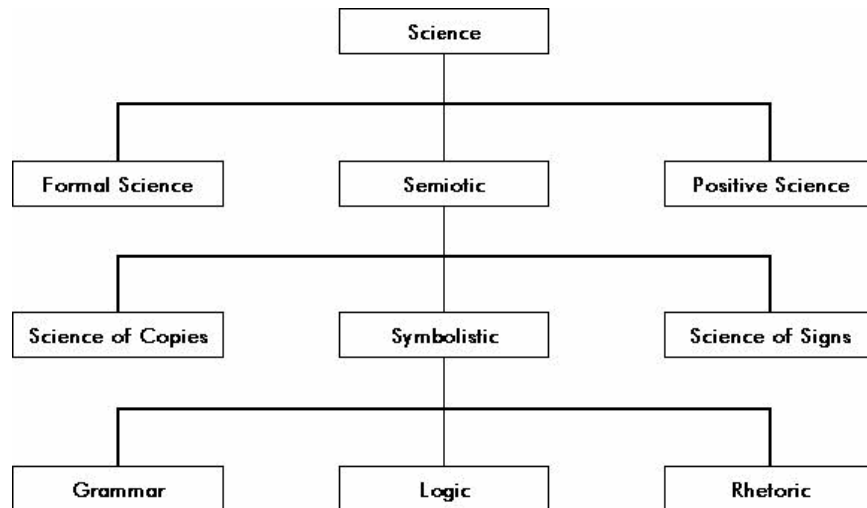 Science
Formal Science
Semiotic
Positive Science
Science of Copies
Symbolistic
Science of Signs
Grammar
Logic
Rhetoric